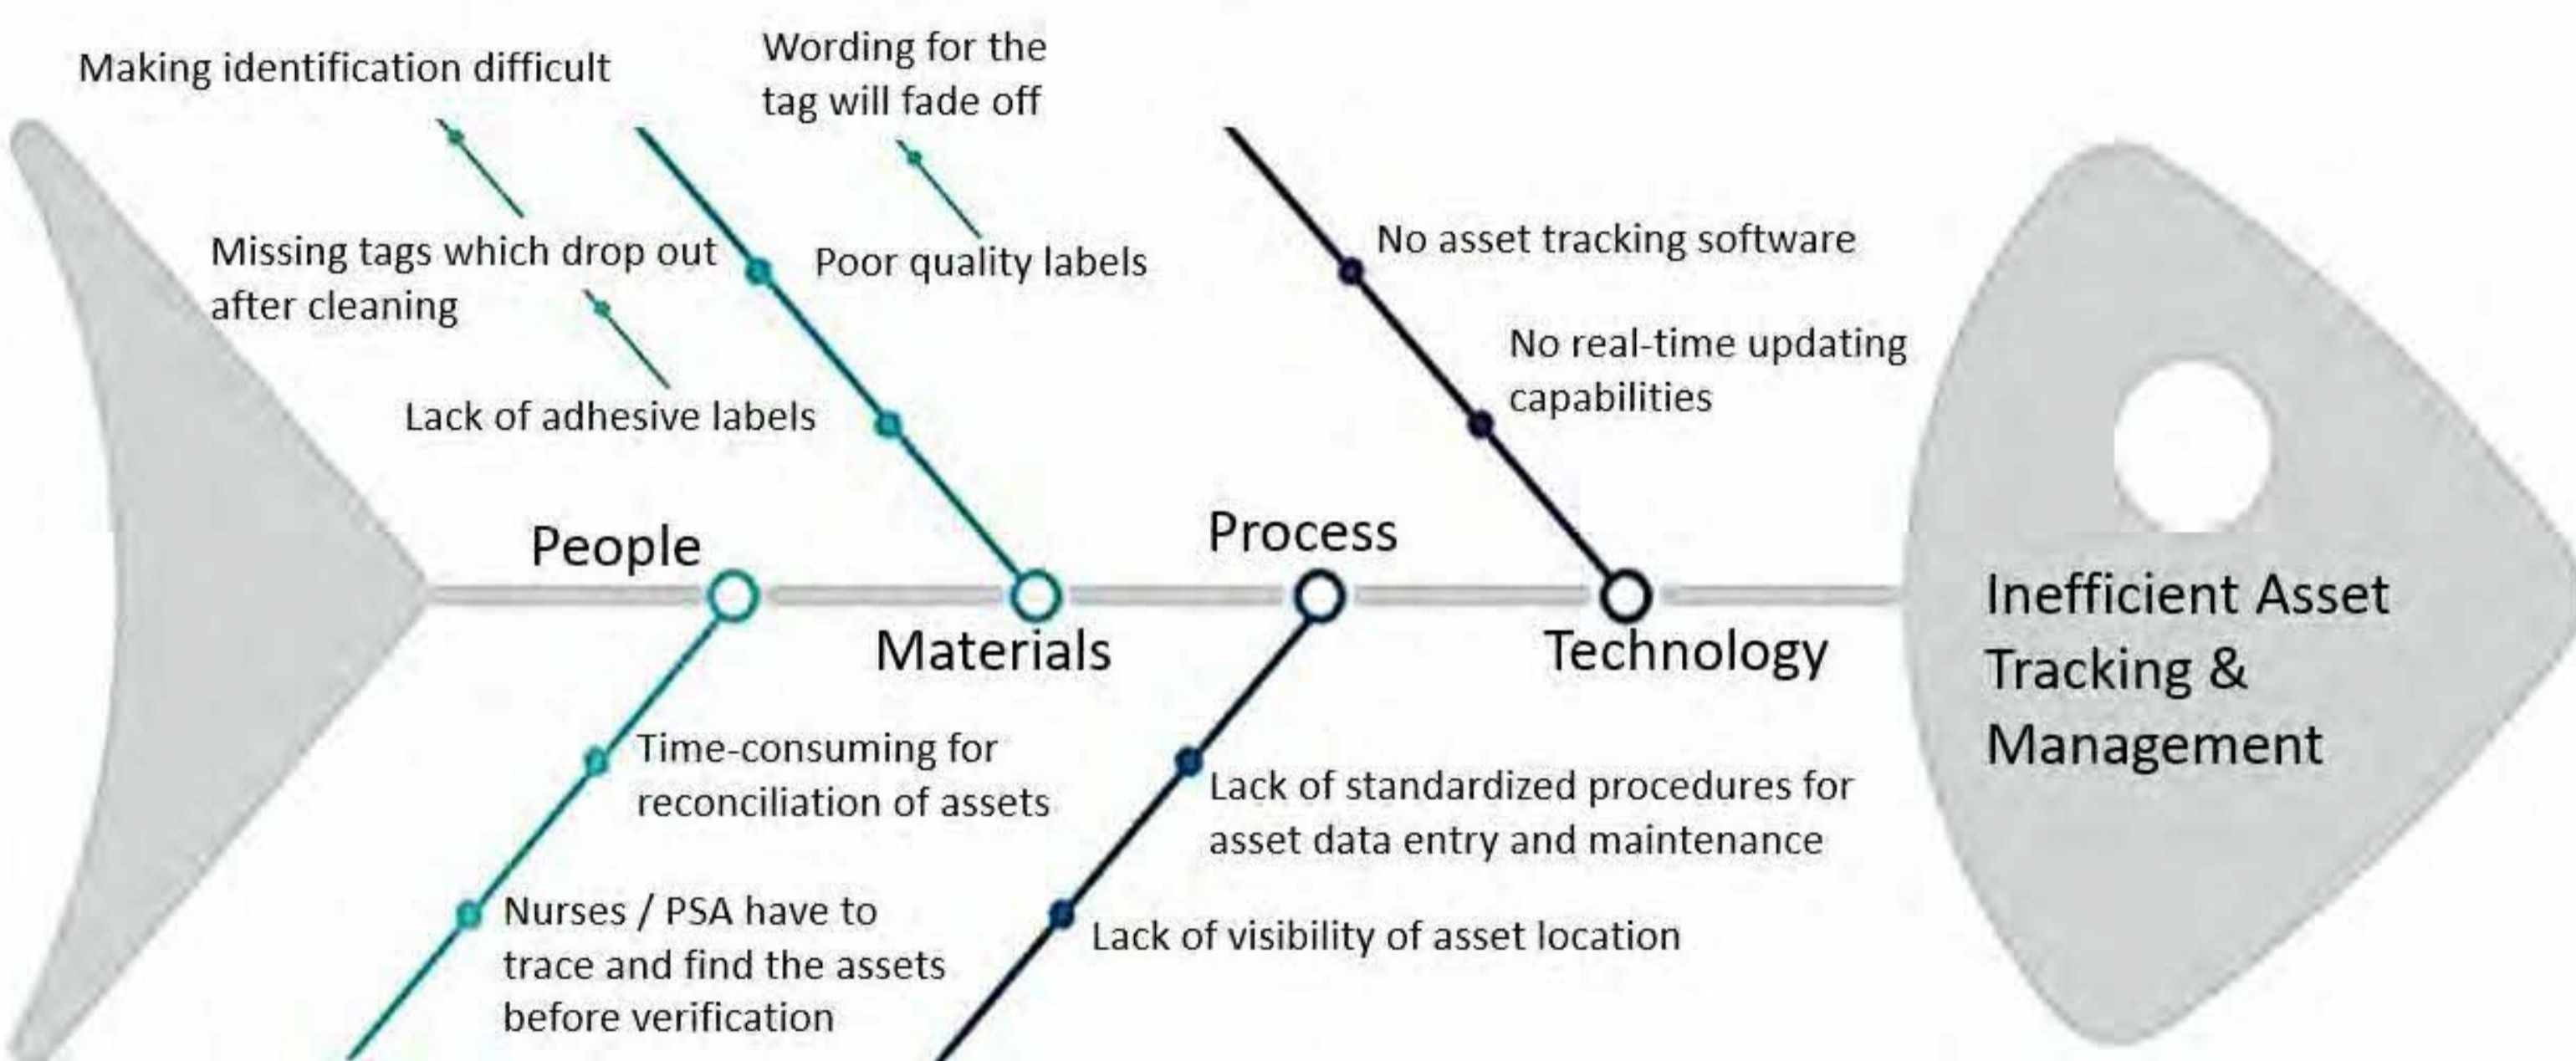 Making identification difficult
Wording for the
tag will fade off
Missing tags which drop out
after cleaning
Poor quality labels
No asset tracking software
No real-time updating
capabilities
Lack of adhesive labels
People
Process
Materials
Technology
Inefficient Asset
Tracking &
Management
Time-consuming for
reconciliation of assets
Lack of standardized procedures for
asset data entry and maintenance
Nurses / PSA have to
trace and find the assets
before verification
Lack of visibility of asset location